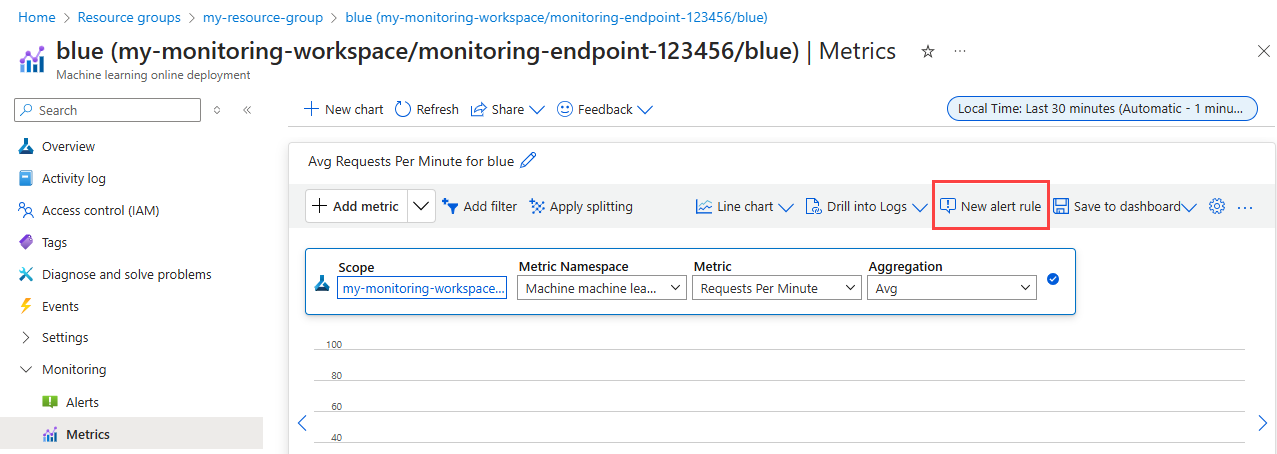 Home > Resource groups > my-resource-group > blue (my-monitoring-workspace/monitoring-endpoint-123456/blue)
blue (my-monitoring-workspace/monitoring-endpoint-123456/blue) | Metrics ☆ ...
Machine learning online deployment
Search
New chart Refresh Share Feedback Local Time: Last 30 minutes (Automatic - 1 minu...
Overview
Activity log
Access control (IAM)
Tags
Diagnose and solve problems
Events
Settings
Monitoring
Alerts
Metrics
Avg Requests Per Minute for blue
Add metric Add filter Apply splitting Line chart Drill into Logs New alert rule Save to dashboard ...
Scope Metric Namespace Metric Aggregation
my-monitoring-workspace... Machine machine lea... Requests Per Minute Avg
100
80
60
40